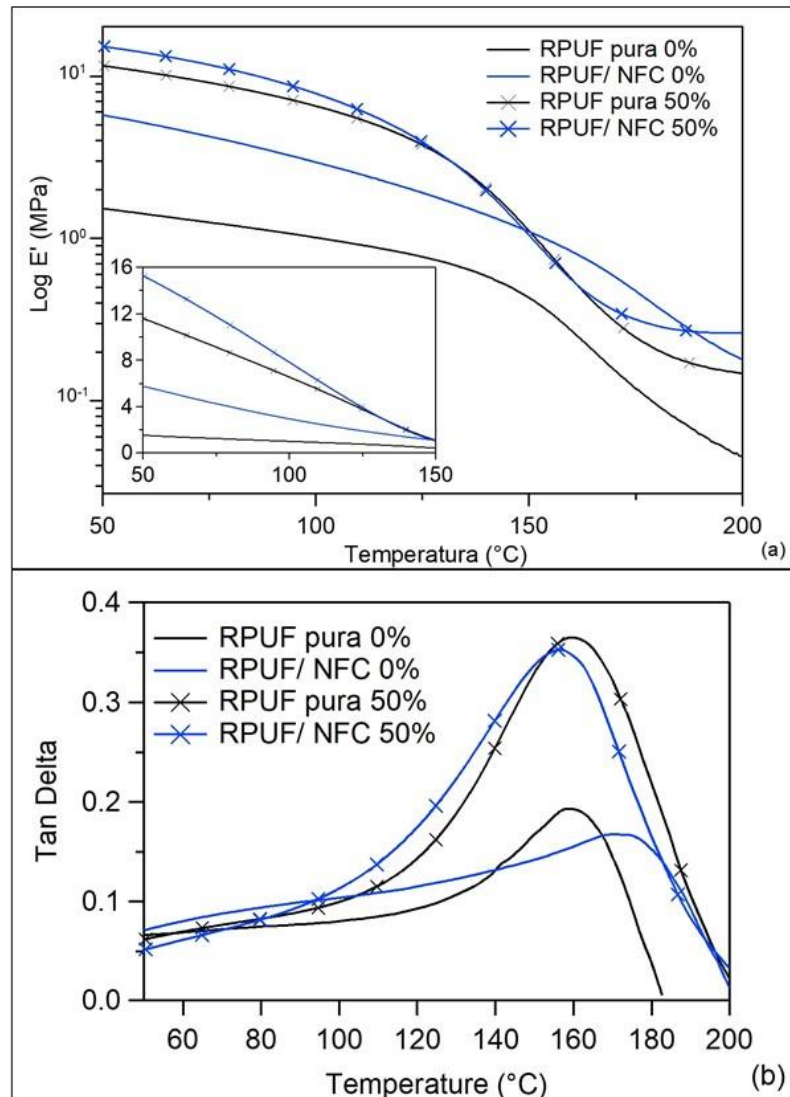 10¹
10⁰
10⁻¹
Log E' (MPa)
RPUF pura 0%
RPUF/ NFC 0%
RPUF pura 50%
RPUF/ NFC 50%
16
12
8
4
0
50 100 150
50 100 150 200
Temperatura (°C)
(a)
0.4
0.3
0.2
0.1
0.0
Tan Delta
RPUF pura 0%
RPUF/ NFC 0%
RPUF pura 50%
RPUF/ NFC 50%
60 80 100 120 140 160 180 200
Temperature (°C)
(b)